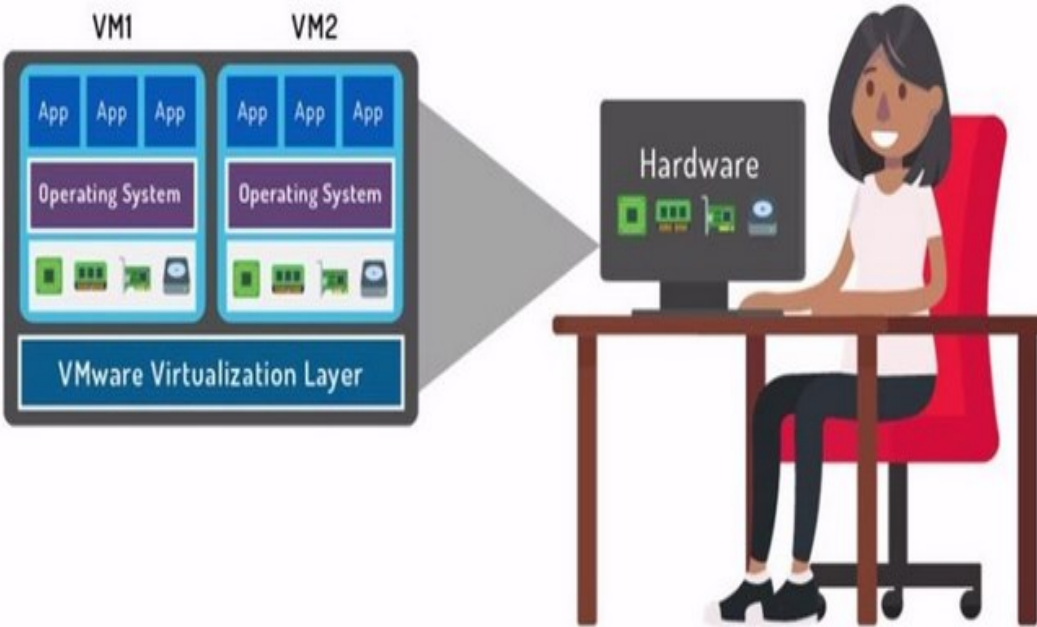 VM1
VM2
App App App
App App App
Operating System
Operating System
VMware Virtualization Layer
Hardware